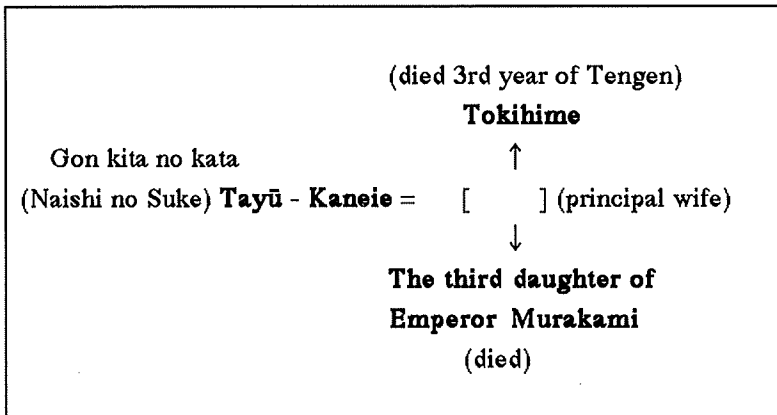 (died 3rd year of Tengen)
Tokihime
↑
Gon kita no kata
(Naishi no Suke) Tayū - Kaneie = [ ] (principal wife)
↓
The third daughter of
Emperor Murakami
(died)